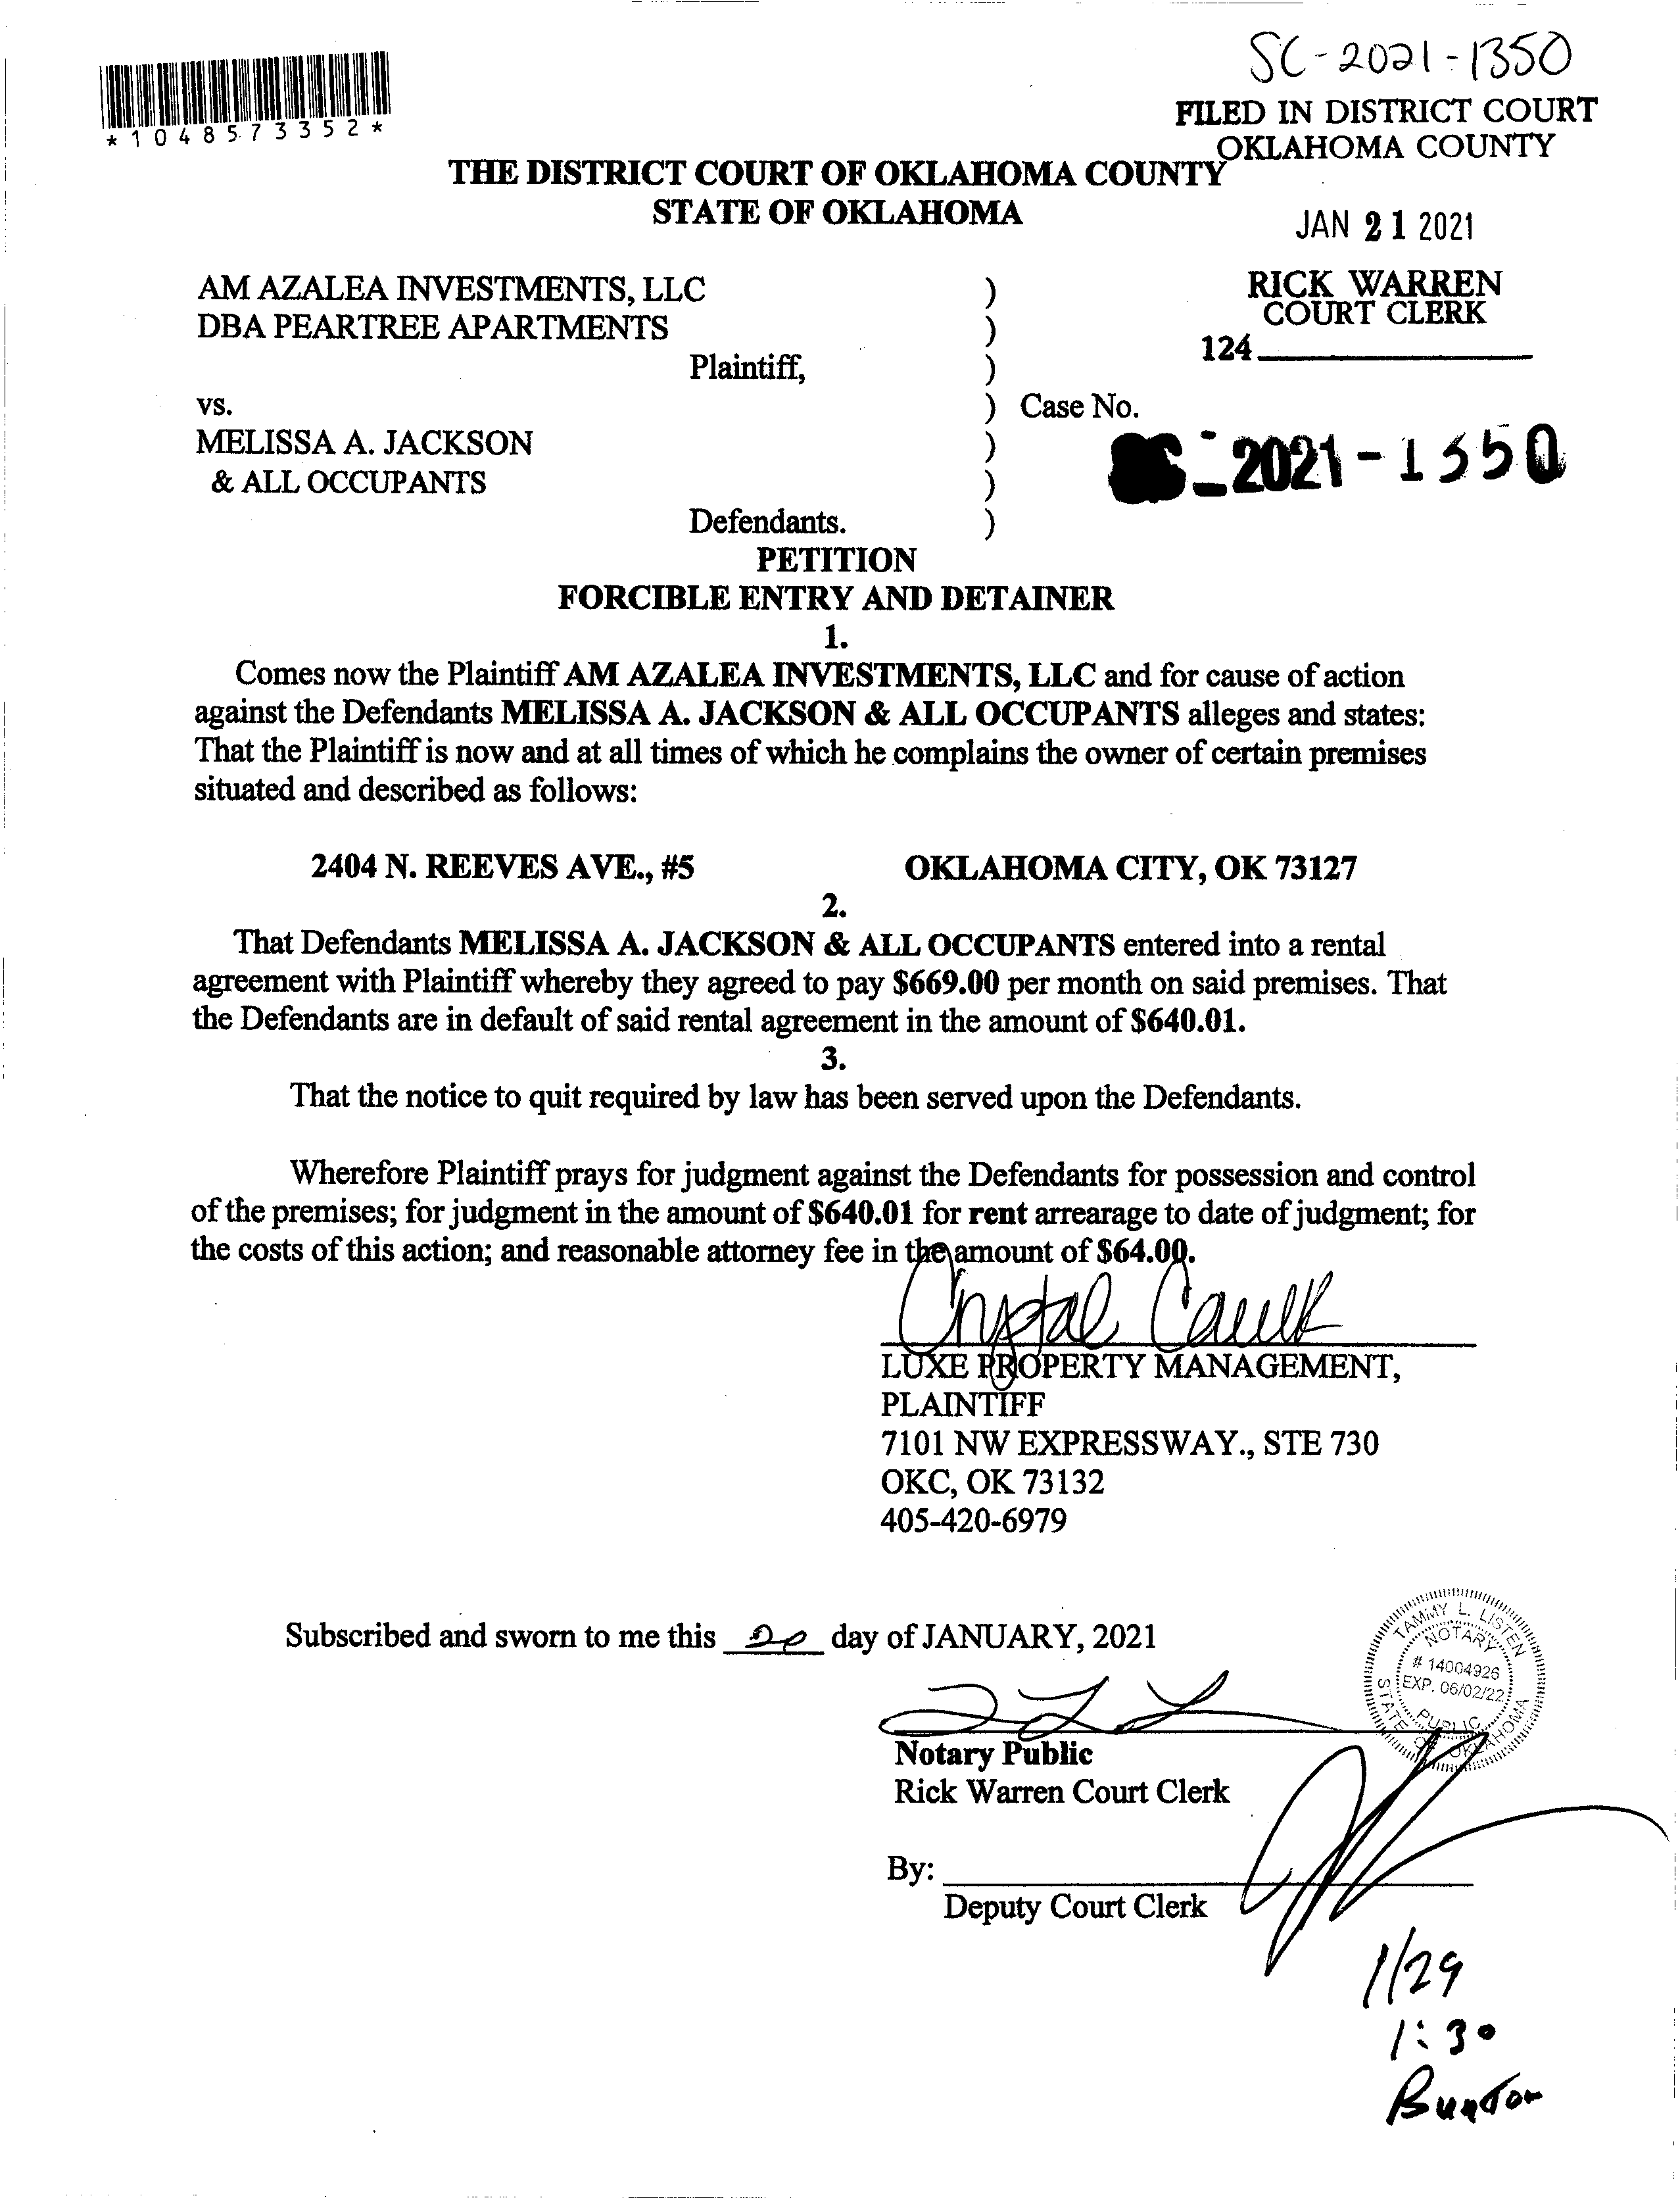 SC-2021-1350
*1048573352*
FILED IN DISTRICT COURT
OKLAHOMA COUNTY
THE DISTRICT COURT OF OKLAHOMA COUNTY
STATE OF OKLAHOMA
JAN 21 2021
AM AZALEA INVESTMENTS, LLC )
RICK WARREN
COURT CLERK
DBA PEARTREE APARTMENTS )
124
Plaintiff, )
vs. ) Case No.
MELISSA A. JACKSON )
SC-2021-1350
& ALL OCCUPANTS )
Defendants. )
PETITION
FORCIBLE ENTRY AND DETAINER
1.
Comes now the Plaintiff AM AZALEA INVESTMENTS, LLC and for cause of action
against the Defendants MELISSA A. JACKSON & ALL OCCUPANTS alleges and states:
That the Plaintiff is now and at all times of which he complains the owner of certain premises
situated and described as follows:
2404 N. REEVES AVE., #5 OKLAHOMA CITY, OK 73127
2.
That Defendants MELISSA A. JACKSON & ALL OCCUPANTS entered into a rental
agreement with Plaintiff whereby they agreed to pay $669.00 per month on said premises. That
the Defendants are in default of said rental agreement in the amount of $640.01.
3.
That the notice to quit required by law has been served upon the Defendants.
Wherefore Plaintiff prays for judgment against the Defendants for possession and control
of the premises; for judgment in the amount of $640.01 for rent arrearage to date of judgment; for
the costs of this action; and reasonable attorney fee in the amount of $64.00.
Crystal Caulk
LUXE PROPERTY MANAGEMENT,
PLAINTIFF
7101 NW EXPRESSWAY., STE 730
OKC, OK 73132
405-420-6979
Subscribed and sworn to me this 20 day of JANUARY, 2021
TAMMY L. LISTEN
NOTARY
# 14004926
EXP. 06/02/22
PUBLIC
STATE OF OKLAHOMA
Notary Public
Rick Warren Court Clerk
By:
Deputy Court Clerk
1/29
1:30
Bunton